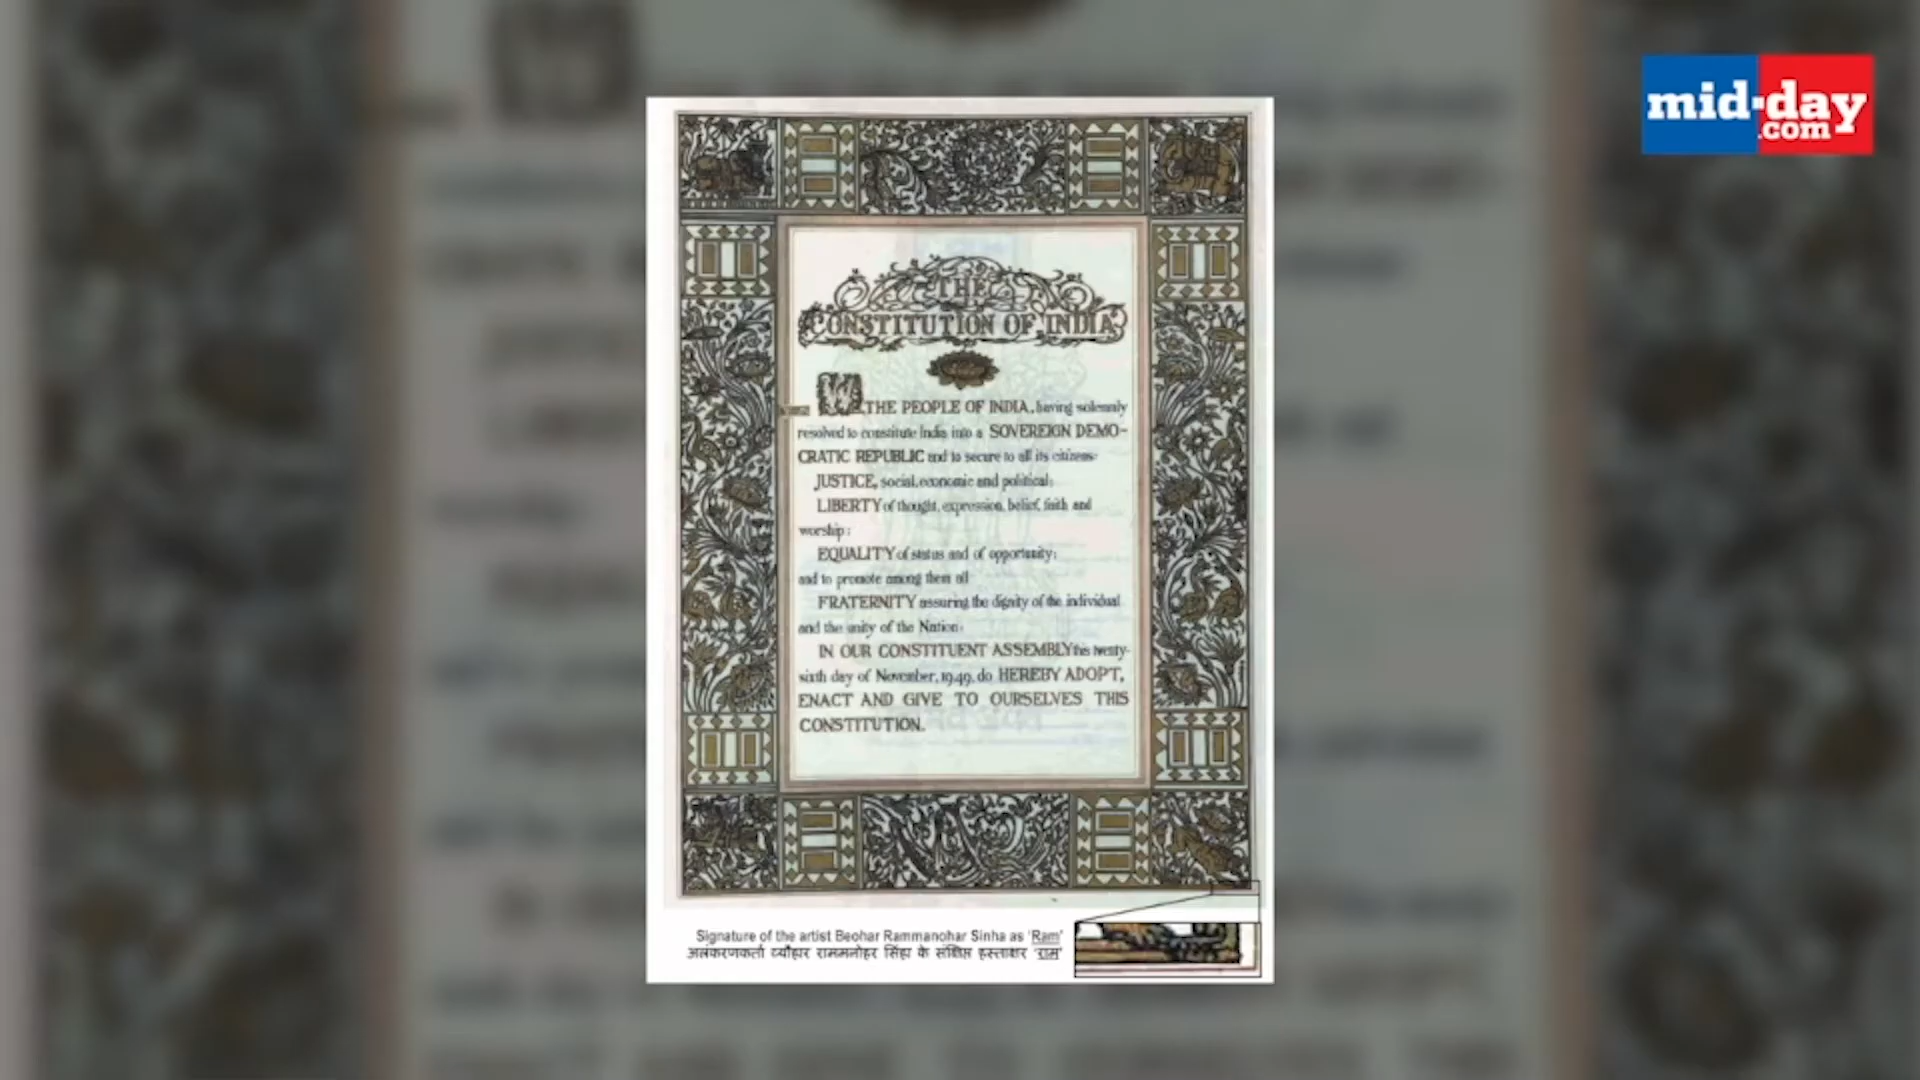 mid-day
.com
THE
CONSTITUTION OF INDIA
WE, THE PEOPLE OF INDIA, having solemnly
resolved to constitute India into a SOVEREIGN DEMO-
CRATIC REPUBLIC and to secure to all its citizens:
JUSTICE, social, economic and political;
LIBERTY of thought, expression, belief, faith and
worship;
EQUALITY of status and of opportunity;
and to promote among them all
FRATERNITY assuring the dignity of the individual
and the unity of the Nation;
IN OUR CONSTITUENT ASSEMBLY this twenty-
sixth day of November, 1949, do HEREBY ADOPT,
ENACT AND GIVE TO OURSELVES THIS
CONSTITUTION.
Signature of the artist Beohar Rammanohar Sinha as 'Ram'
अलंकरणकर्ता ब्यौहार राममनोहर सिंहा के संक्षिप्त हस्ताक्षर 'राम'